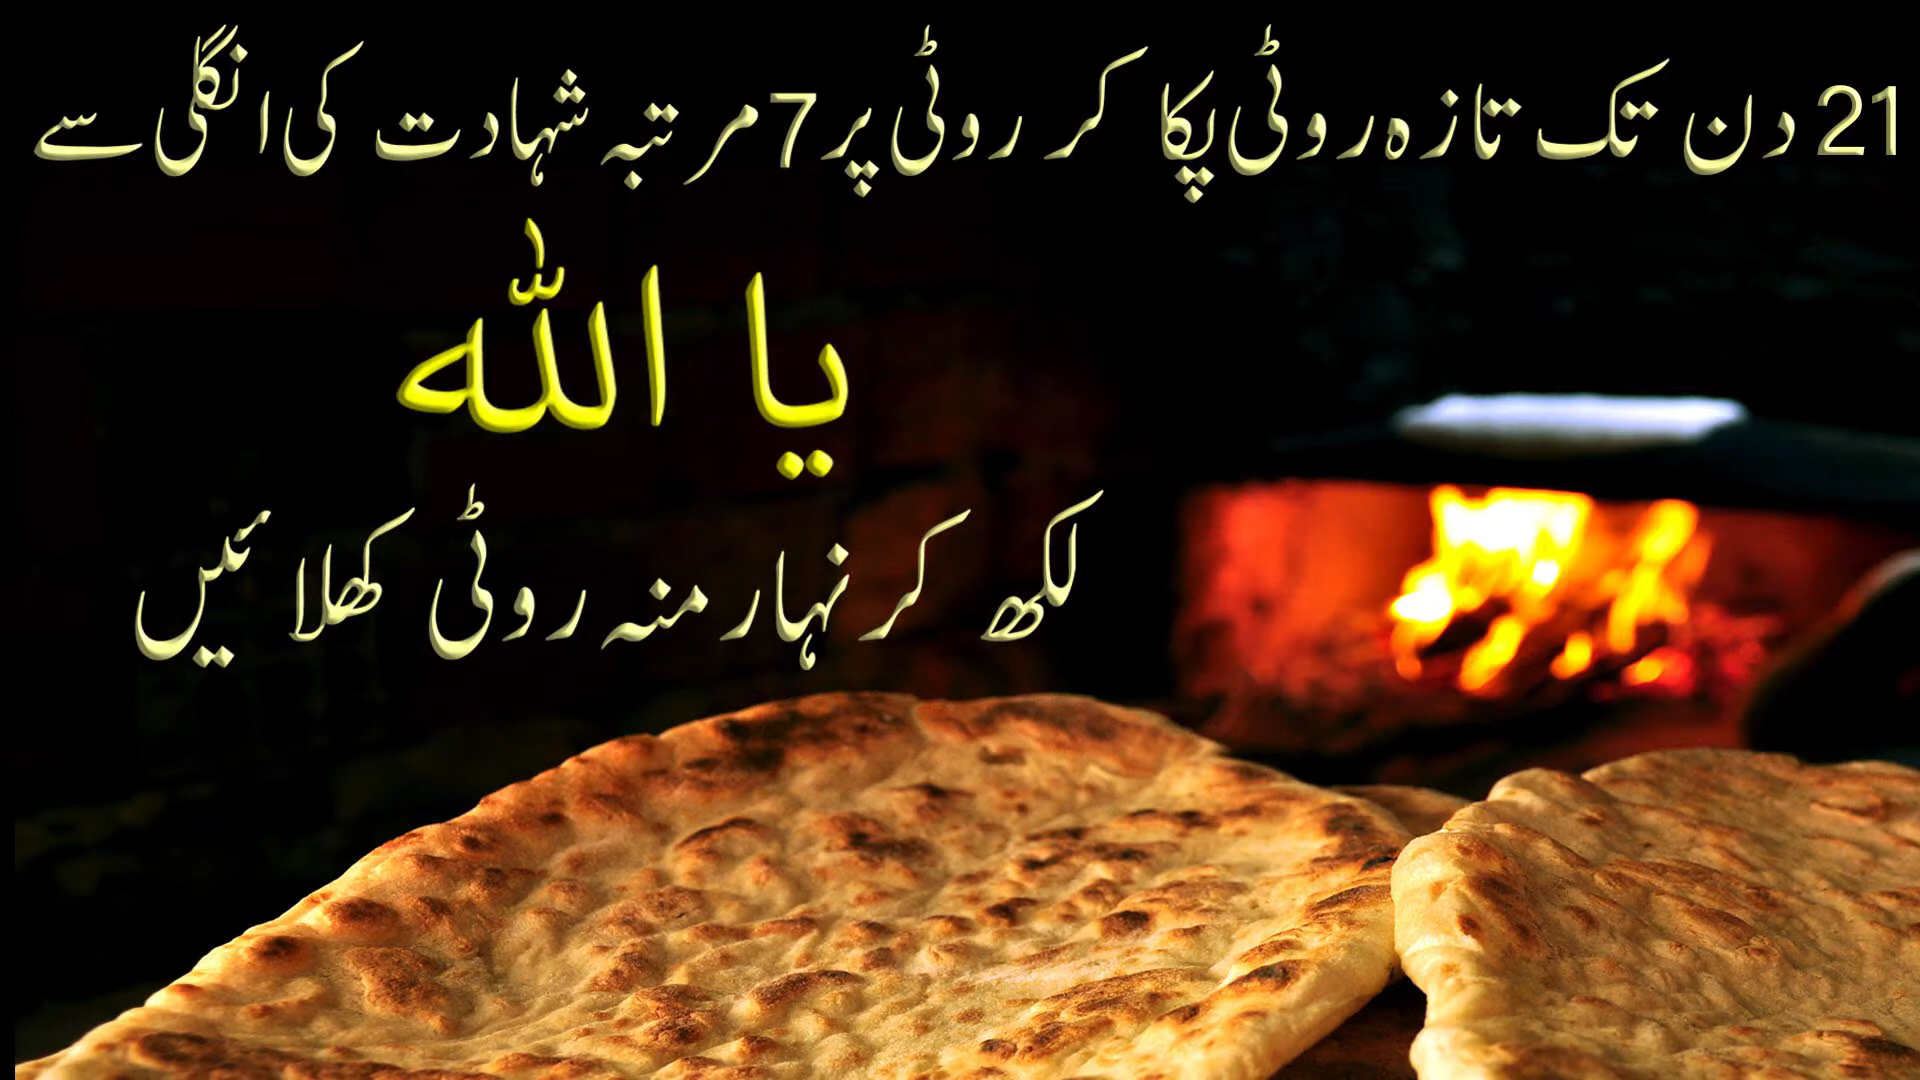 21 دن تک تازہ روٹی پکا کر روٹی پر 7 مرتبہ شہادت کی انگلی سے
یا اللہ
لکھ کر نہار منہ روٹی کھلائیں